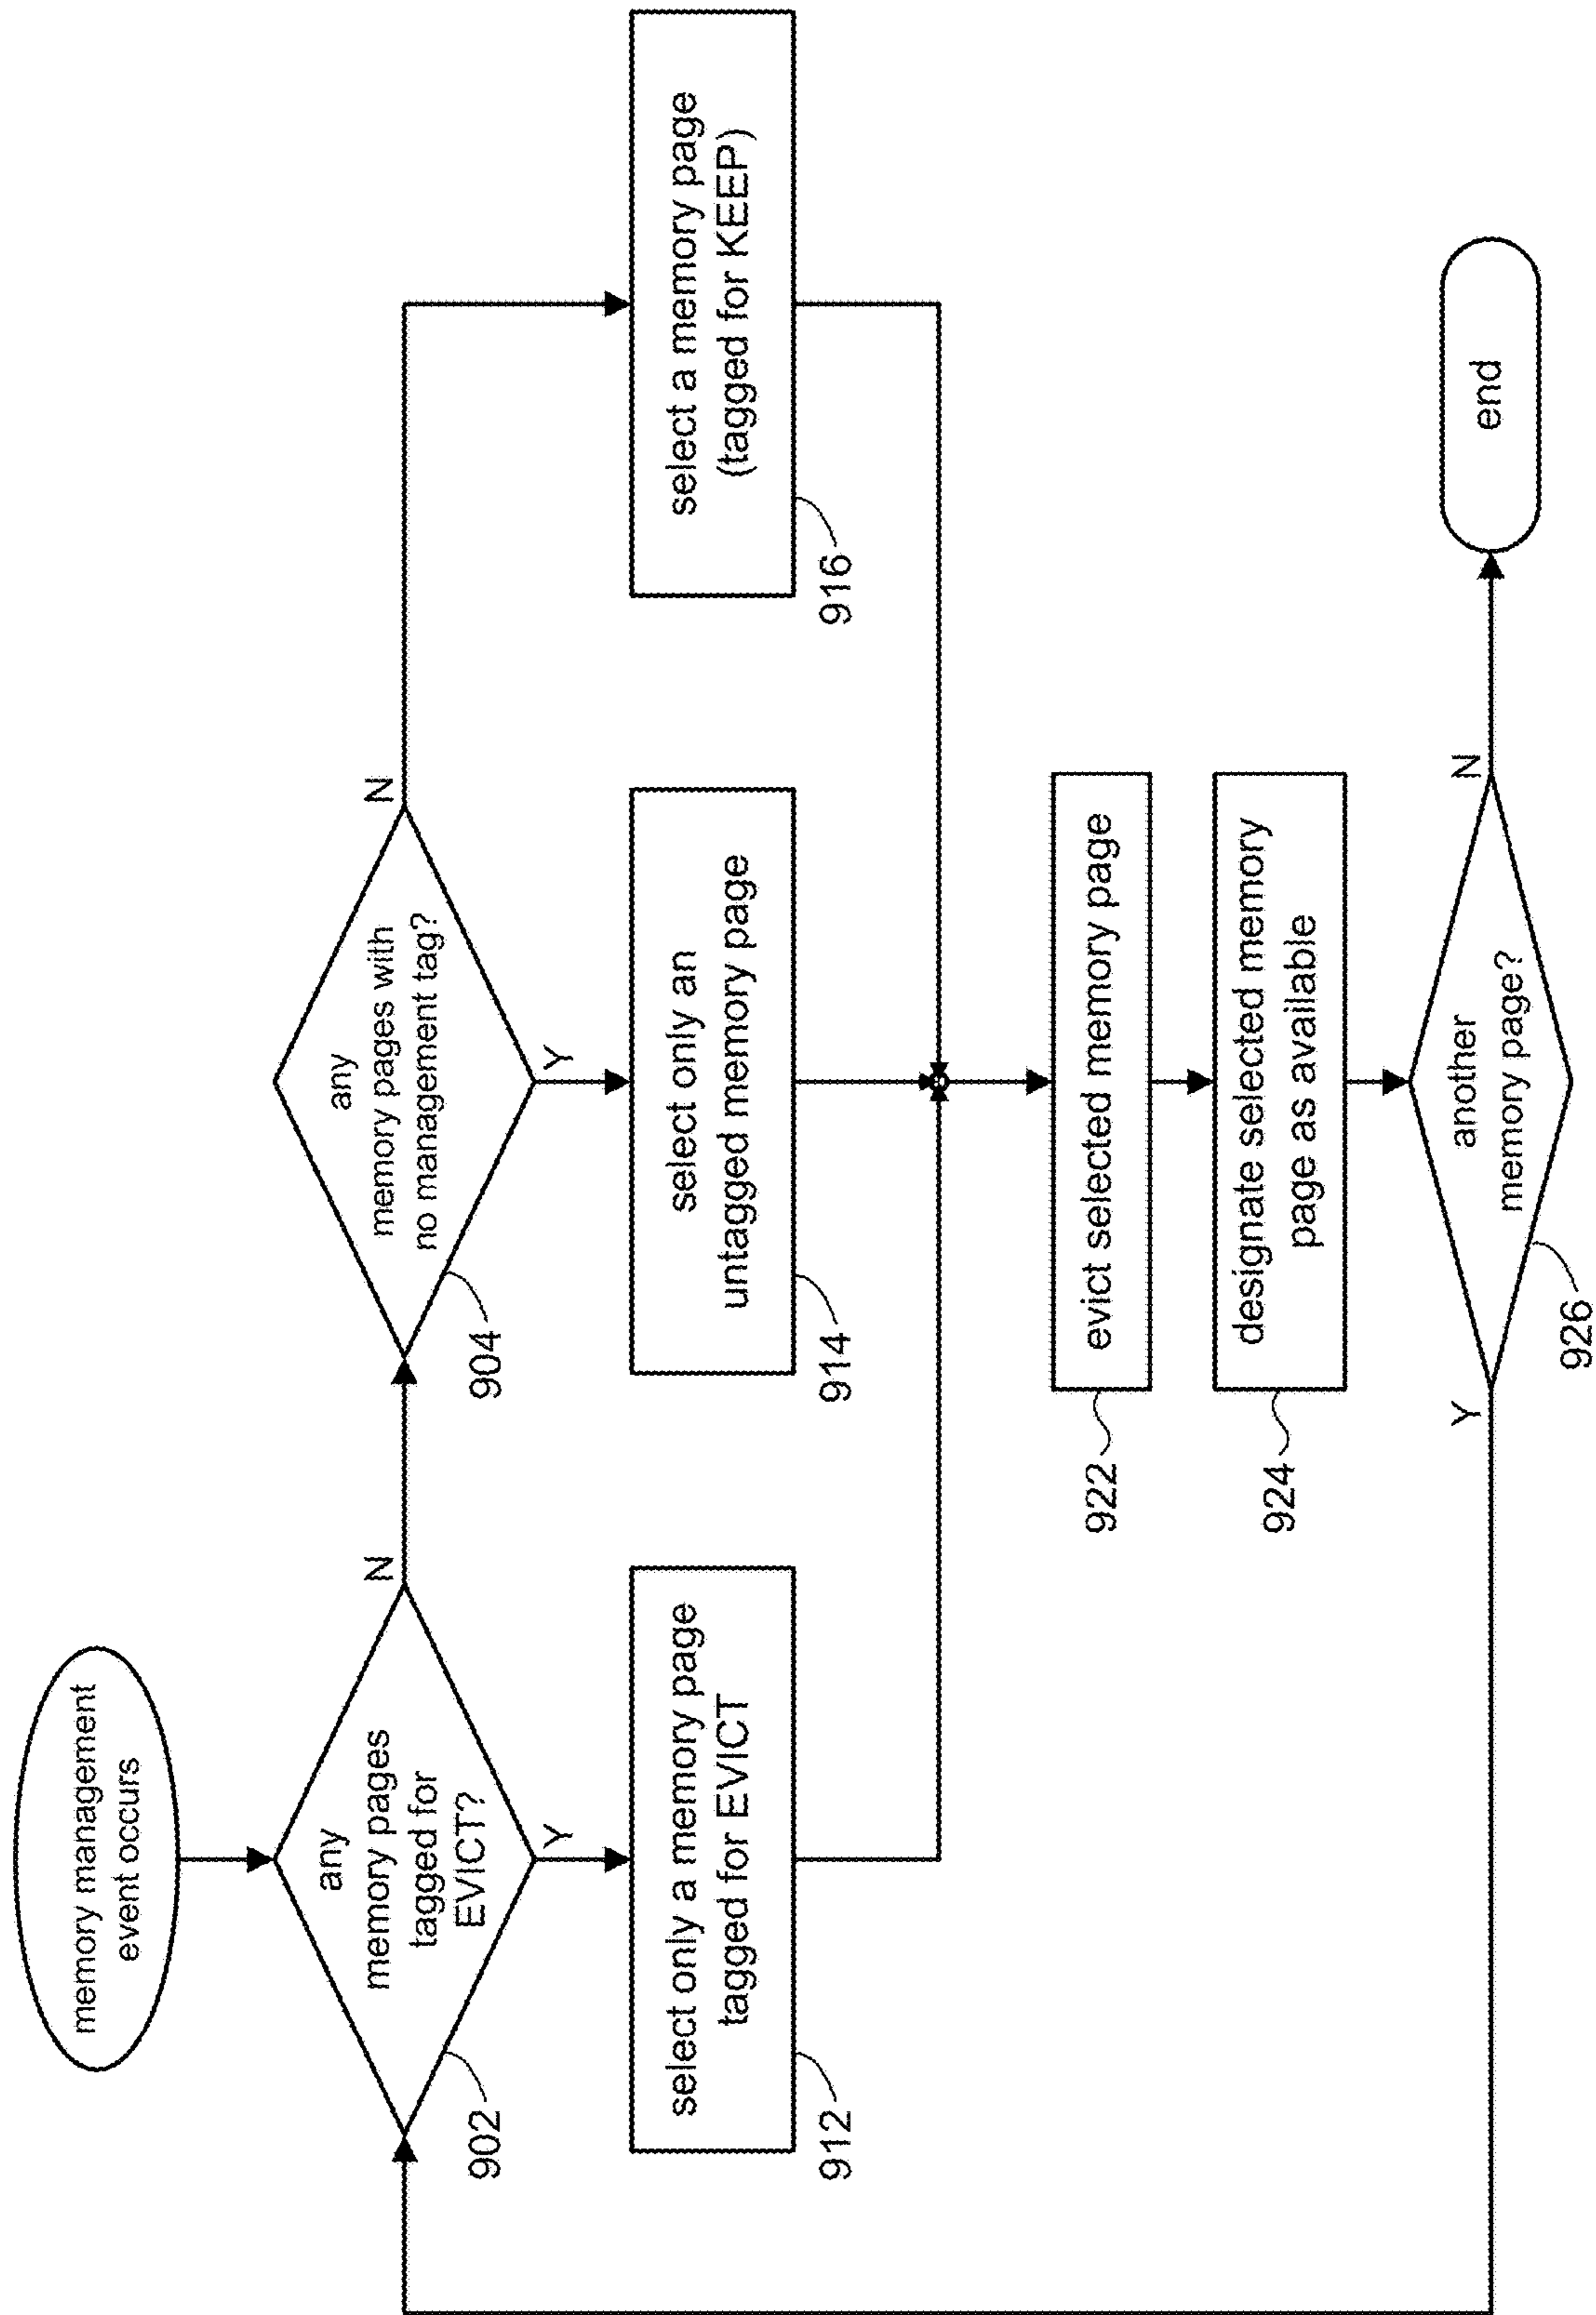 memory management
event occurs
any
memory pages
tagged for
EVICT?
902
N
Y
any
memory pages with
no management tag?
904
N
Y
select only a memory page
tagged for EVICT
912
select only an
untagged memory page
914
select a memory page
(tagged for KEEP)
916
evict selected memory page
922
designate selected memory
page as available
924
another
memory page?
926
Y
N
end